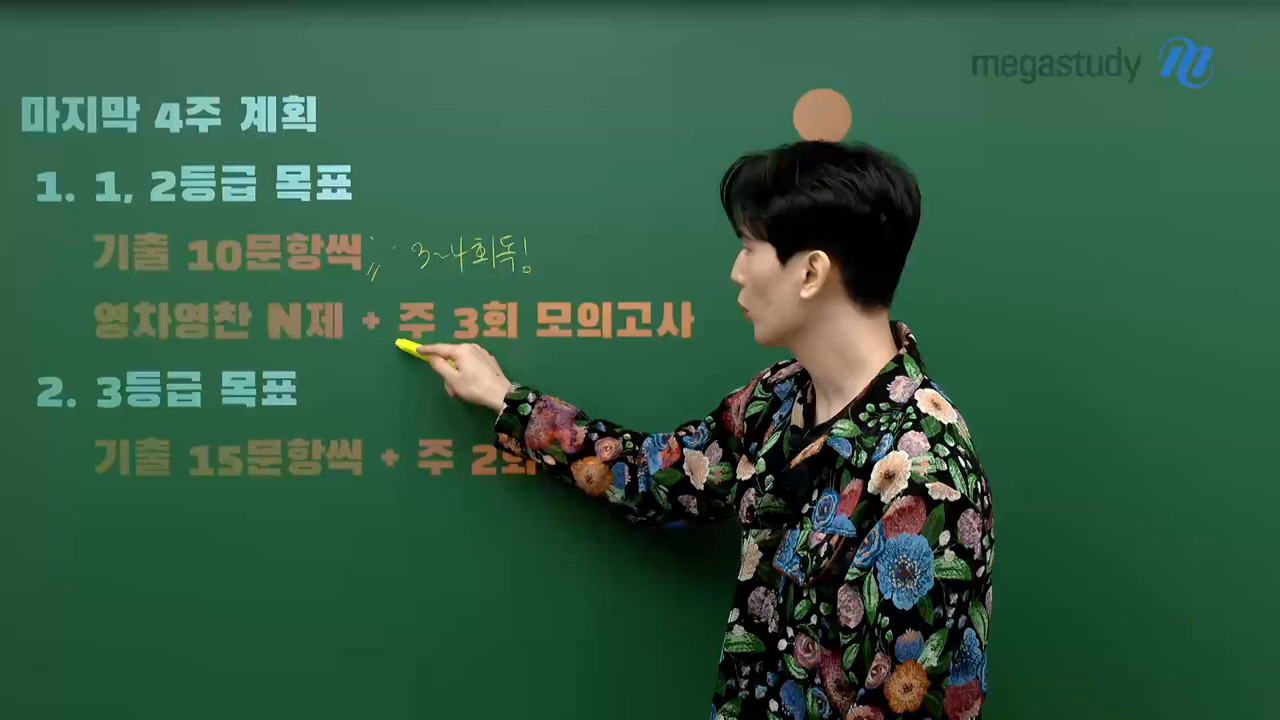 megastudy
마지막 4주 계획
1. 1, 2등급 목표
기출 10문항씩 3~4회독!
영차영찬 N제 + 주 3회 모의고사
2. 3등급 목표
기출 15문항씩 + 주 2회